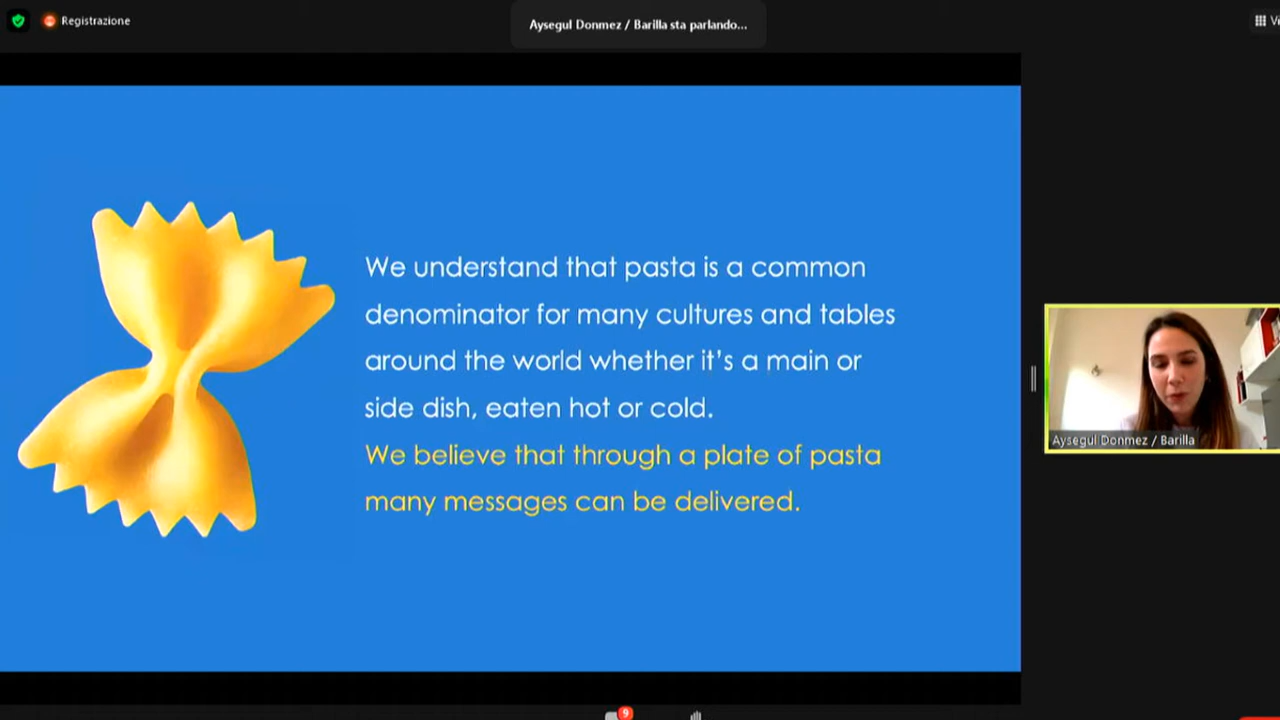 Registrazione
Aysegul Donmez / Barilla sta parlando...
We understand that pasta is a common
denominator for many cultures and tables
around the world whether it's a main or
side dish, eaten hot or cold.
We believe that through a plate of pasta
many messages can be delivered.
Aysegul Donmez / Barilla
9